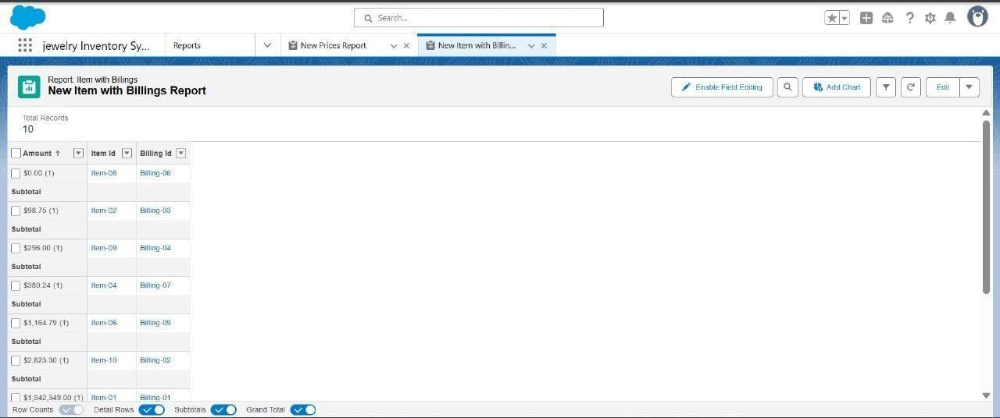 Search...
jewelry Inventory Sy...
Reports
New Prices Report
New Item with Billin...
Report: Item with Billings
New Item with Billings Report
Enable Field Editing
Add Chart
Edit
Total Records
10
Amount ↑ Item Id Billing Id
$0.00 (1) Item-08 Billing-06
Subtotal
$98.75 (1) Item-02 Billing-03
Subtotal
$296.00 (1) Item-09 Billing-04
Subtotal
$380.24 (1) Item-04 Billing-07
Subtotal
$1,164.79 (1) Item-06 Billing-09
Subtotal
$2,823.30 (1) Item-10 Billing-02
Subtotal
$1,342,349.00 (1) Item-01 Billing-01
Row Counts Detail Rows Subtotals Grand Total